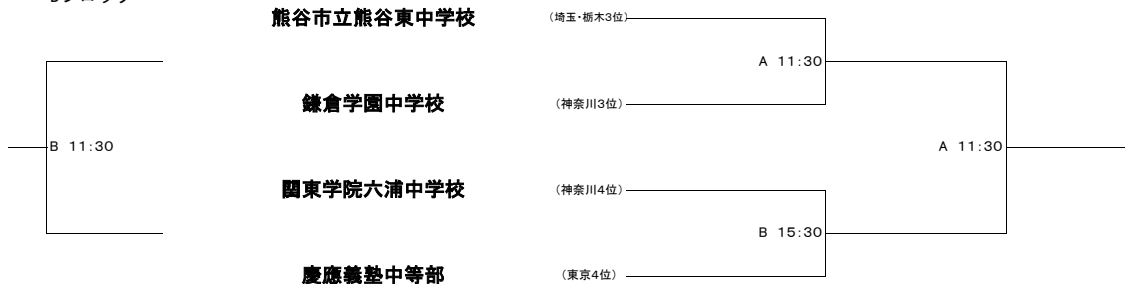 熊谷市立熊谷東中学校 （埼玉・栃木3位）
A 11:30
鎌倉学園中学校 （神奈川3位）
B 11:30
A 11:30
関東学院六浦中学校 （神奈川4位）
B 15:30
慶應義塾中等部 （東京4位）